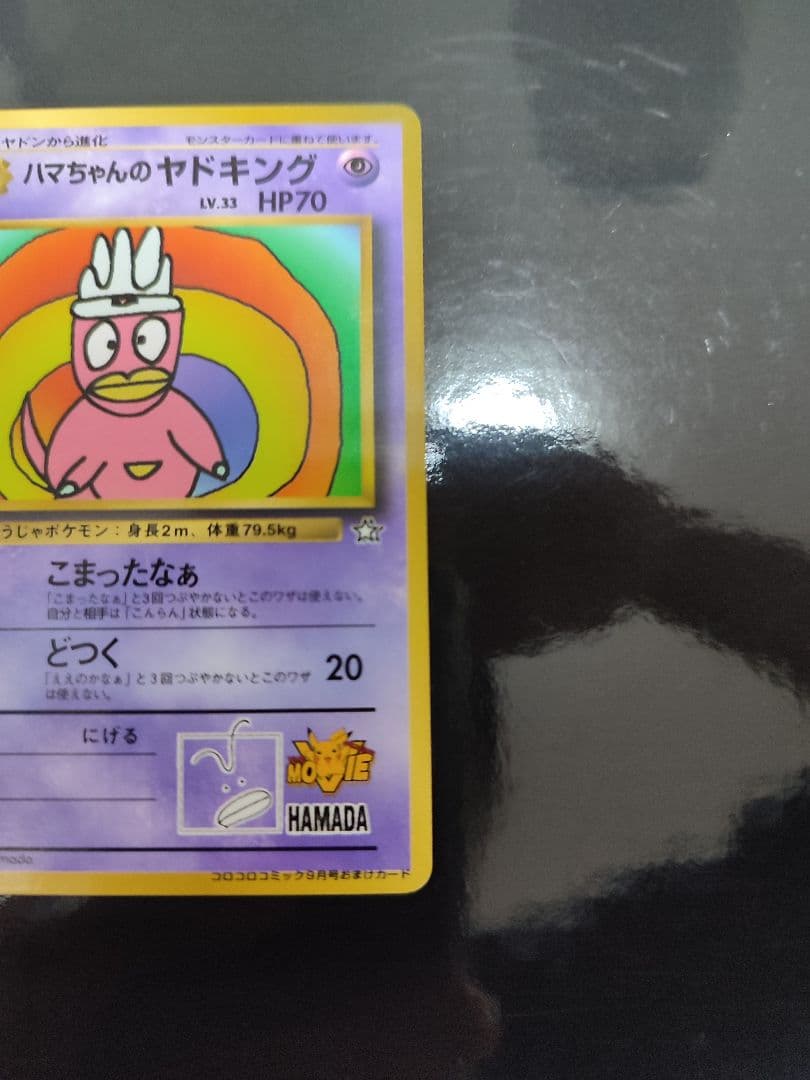 ヤドンから進化
モンスターカードに重ねて使います。
ハマちゃんのヤドキング
LV.33 HP70
うじゃポケモン：身長2m、体重79.5kg
こまったなぁ
「こまったなぁ」と3回つぶやかないとこのワザは使えない。
自分と相手は「こんらん」状態になる。
どつく
20
「ええのかなぁ」と3回つぶやかないとこのワザ
は使えない。
にげる
MOVIE
HAMADA
コロコロコミック9月号おまけカード